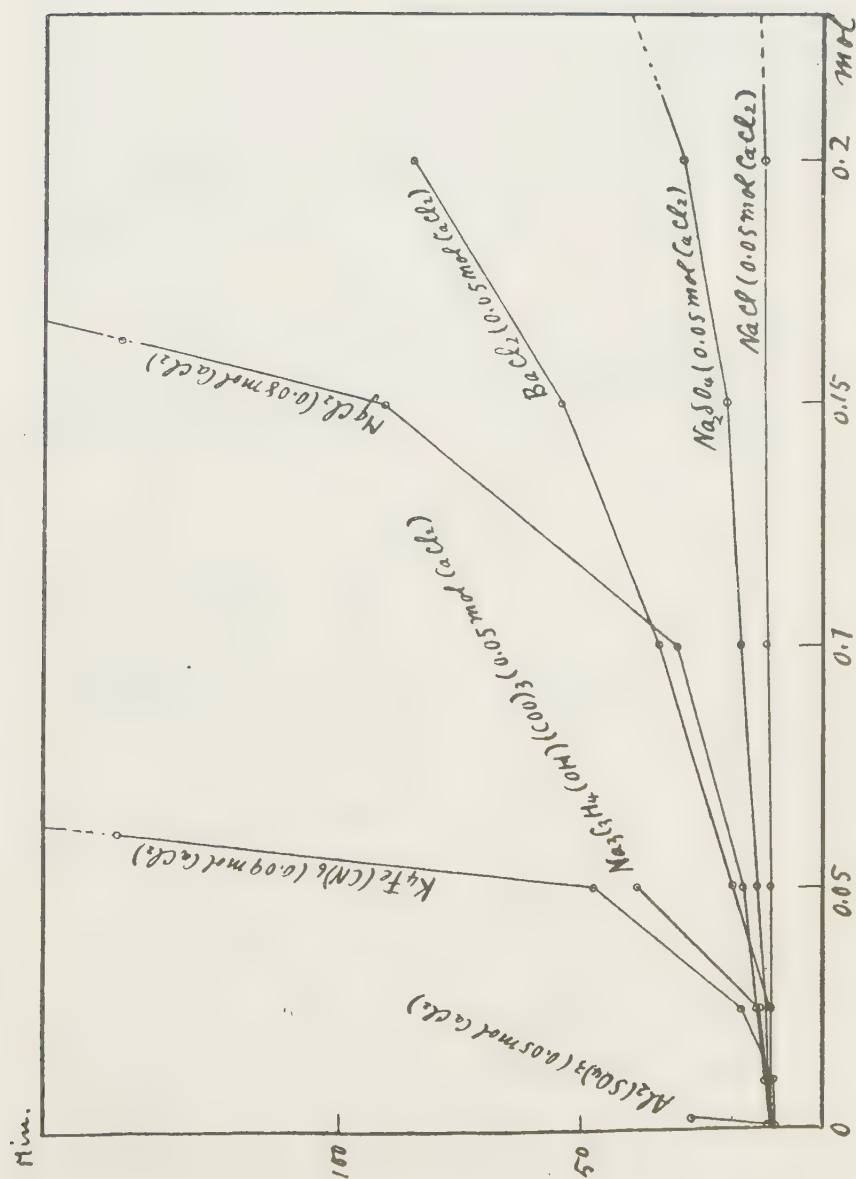 Min.
100
50
0
0.05
0.1
0.15
0.2
mol
Al₂(SO₄)₃ (0.05 mol CaCl₂)
K₄Fe(CN)₆ (0.09 mol CaCl₂)
Na₃C₃H₄(OH)(COO)₃ (0.05 mol CaCl₂)
MgCl₂ (0.08 mol CaCl₂)
BaCl₂ (0.05 mol CaCl₂)
Na₂SO₄ (0.05 mol CaCl₂)
NaCl (0.05 mol CaCl₂)